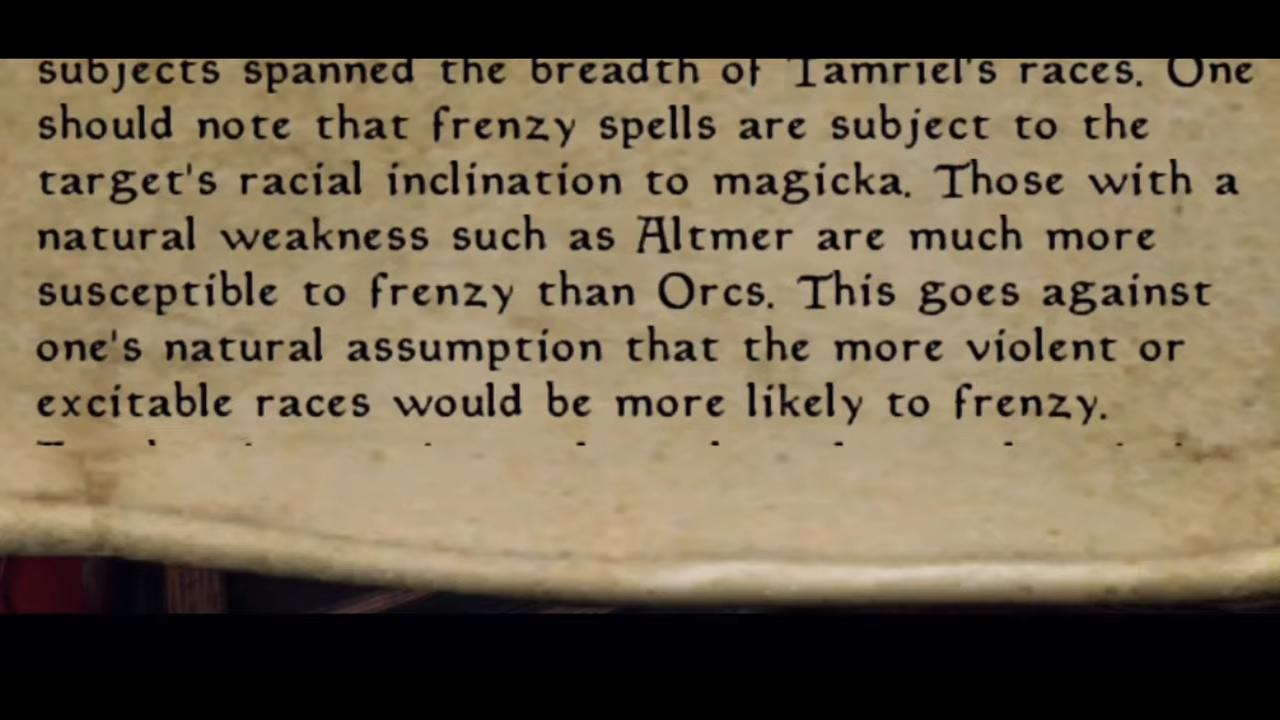 subjects spanned the breadth of Tamriel's races. One
should note that frenzy spells are subject to the
target's racial inclination to magicka. Those with a
natural weakness such as Altmer are much more
susceptible to frenzy than Orcs. This goes against
one's natural assumption that the more violent or
excitable races would be more likely to frenzy.